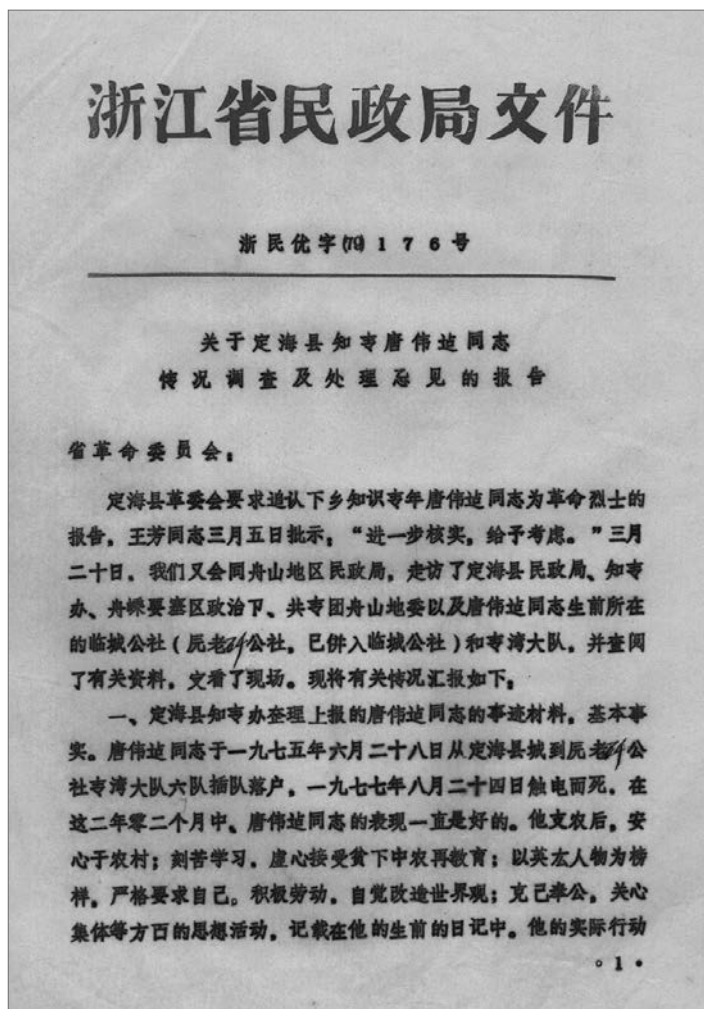 浙江省民政局文件
浙民优字(79)176号
关于定海县知青唐伟迪同志
情况调查及处理意见的报告
省革命委员会：
定海县革委会要求追认下乡知识青年唐伟迪同志为革命烈士的
报告，王芳同志三月五日批示：“进一步核实，给予考虑。”三月
二十日，我们又会同舟山地区民政局，走访了定海县民政局、知青
办、舟嵊要塞区政治下、共青团舟山地委以及唐伟迪同志生前所在
的临城公社（原老碶公社，已併入临城公社）和青湾大队，并查阅
了有关资料，实看了现场。现将有关情况汇报如下：
一、定海县知青办查理上报的唐伟迪同志的事迹材料，基本事
实。唐伟迪同志于一九七五年六月二十八日从定海县城到原老碶公
社青湾大队六队插队落户，一九七七年八月二十四日触电而死，在
这二年零二个月中、唐伟迪同志的表现一直是好的。他支农后，安
心于农村；刻苦学习，虚心接受贫下中农再教育；以英厷人物为榜
样，严格要求自己。积极劳动，自觉改造世界观；克己奉公，关心
集体等方百的思想活动，记载在他的生前的日记中。他的实际行动
。1·